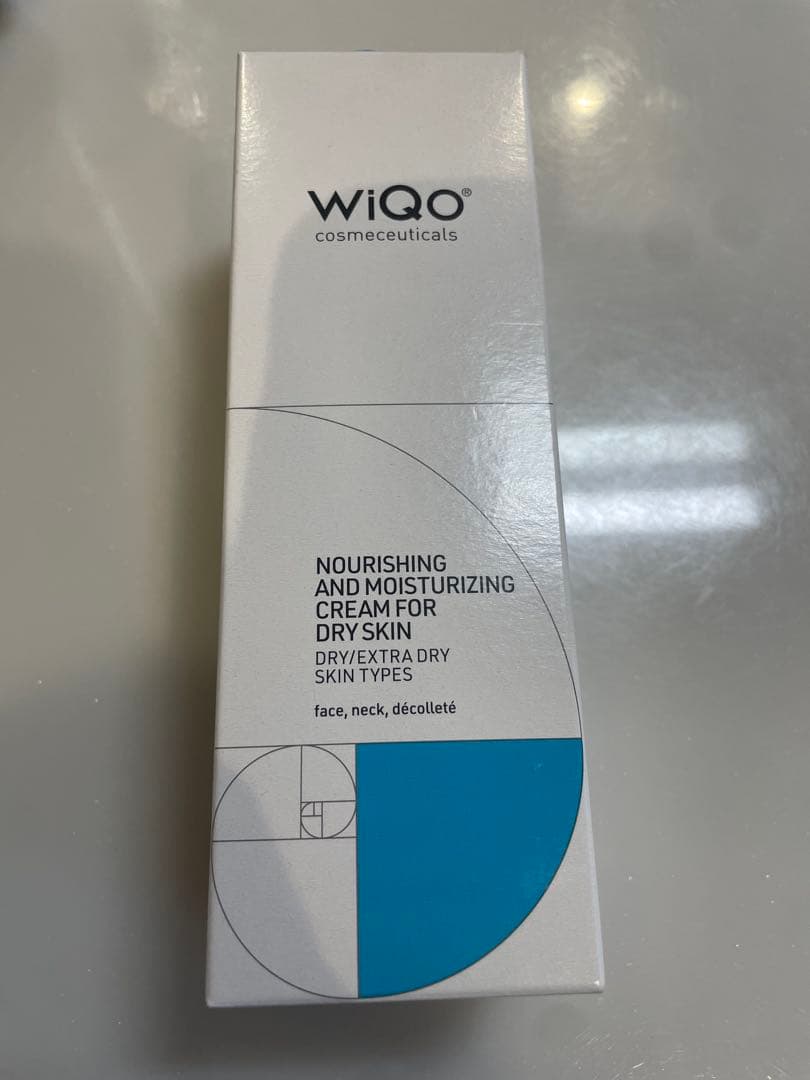 WiQo®
cosmeceuticals
NOURISHING
AND MOISTURIZING
CREAM FOR
DRY SKIN
DRY/EXTRA DRY
SKIN TYPES
face, neck, décolleté